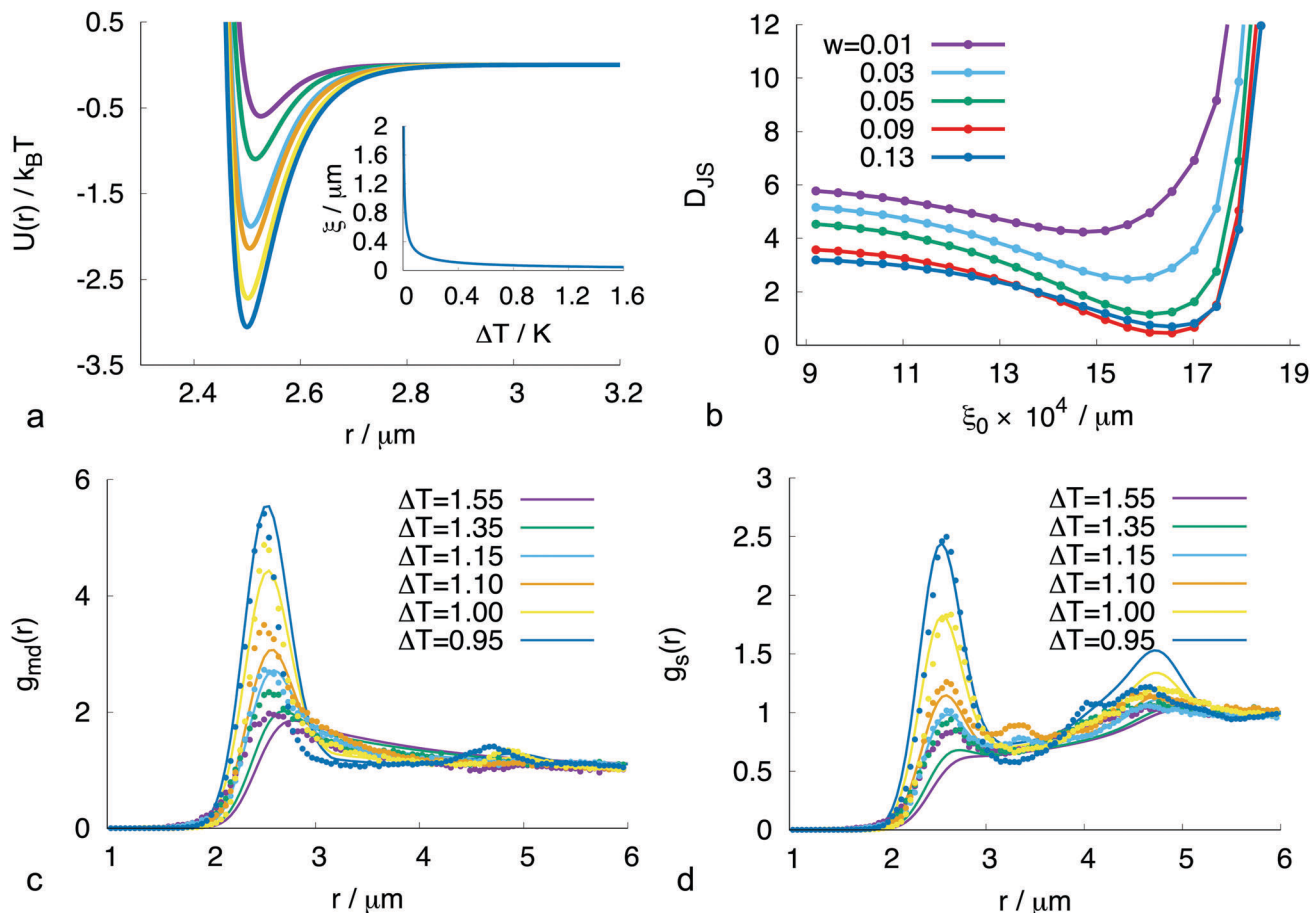 0.5
-0.5
-1.5
-2.5
-3.5
U(r) / k_BT
2.4 2.6 2.8 3 3.2
r / μm
2
1.6
1.2
0.8
0.4
0
ξ / μm
0 0.4 0.8 1.2 1.6
ΔT / K
a
12
10
8
6
4
2
0
D_JS
w=0.01
0.03
0.05
0.09
0.13
9 11 13 15 17 19
ξ_0 × 10^4 / μm
b
6
4
2
0
g_md(r)
ΔT=1.55
ΔT=1.35
ΔT=1.15
ΔT=1.10
ΔT=1.00
ΔT=0.95
1 2 3 4 5 6
r / μm
c
3
2.5
2
1.5
1
0.5
0
g_s(r)
ΔT=1.55
ΔT=1.35
ΔT=1.15
ΔT=1.10
ΔT=1.00
ΔT=0.95
1 2 3 4 5 6
r / μm
d